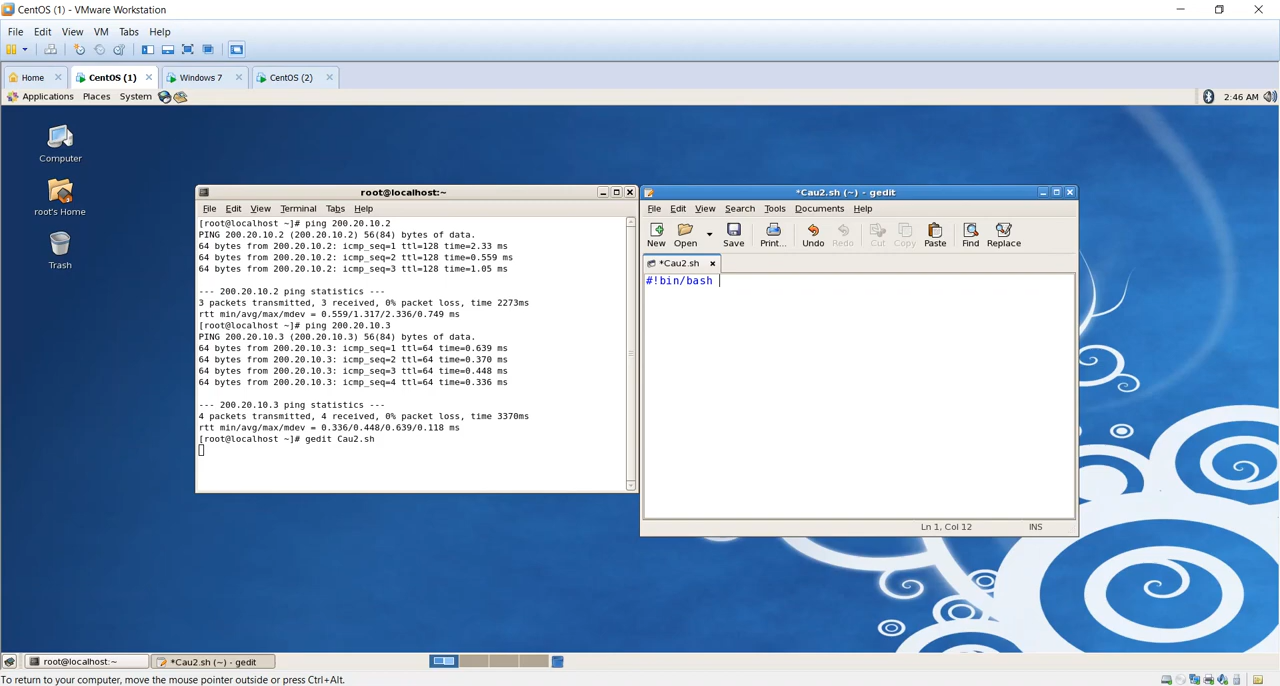 CentOS (1) - VMware Workstation
File Edit View VM Tabs Help
Home CentOS (1) Windows 7 CentOS (2)
Applications Places System 2:46 AM
Computer
root's Home
Trash
root@localhost:~
File Edit View Terminal Tabs Help
[root@localhost ~]# ping 200.20.10.2
PING 200.20.10.2 (200.20.10.2) 56(84) bytes of data.
64 bytes from 200.20.10.2: icmp_seq=1 ttl=128 time=2.33 ms
64 bytes from 200.20.10.2: icmp_seq=2 ttl=128 time=0.559 ms
64 bytes from 200.20.10.2: icmp_seq=3 ttl=128 time=1.05 ms
--- 200.20.10.2 ping statistics ---
3 packets transmitted, 3 received, 0% packet loss, time 2273ms
rtt min/avg/max/mdev = 0.559/1.317/2.336/0.749 ms
[root@localhost ~]# ping 200.20.10.3
PING 200.20.10.3 (200.20.10.3) 56(84) bytes of data.
64 bytes from 200.20.10.3: icmp_seq=1 ttl=64 time=0.639 ms
64 bytes from 200.20.10.3: icmp_seq=2 ttl=64 time=0.370 ms
64 bytes from 200.20.10.3: icmp_seq=3 ttl=64 time=0.448 ms
64 bytes from 200.20.10.3: icmp_seq=4 ttl=64 time=0.336 ms
--- 200.20.10.3 ping statistics ---
4 packets transmitted, 4 received, 0% packet loss, time 3370ms
rtt min/avg/max/mdev = 0.336/0.448/0.639/0.118 ms
[root@localhost ~]# gedit Cau2.sh
*Cau2.sh (~) - gedit
File Edit View Search Tools Documents Help
New Open Save Print... Undo Redo Cut Copy Paste Find Replace
*Cau2.sh
#!bin/bash
Ln 1, Col 12 INS
root@localhost:~ *Cau2.sh (~) - gedit
To return to your computer, move the mouse pointer outside or press Ctrl+Alt.